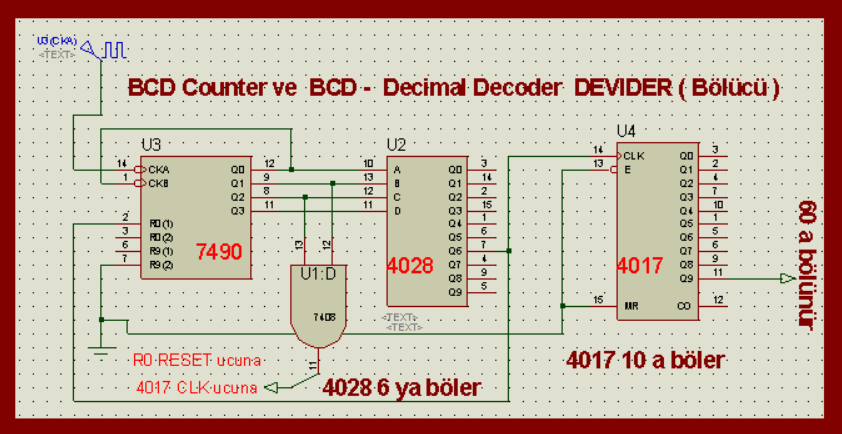 U3(CKA)
<TEXT>
BCD Counter ve BCD - Decimal Decoder DEVIDER ( Bölücü )
U3
14 CKA
1 CKB
2 R0(1)
3 R0(2)
6 R9(1)
7 R9(2)
Q0 12
Q1 9
Q2 8
Q3 11
7490
U2
10 A
13 B
12 C
11 D
Q0 3
Q1 14
Q2 2
Q3 15
Q4 1
Q5 6
Q6 7
Q7 4
Q8 9
Q9 5
4028
<TEXT>
<TEXT>
U4
14 CLK
13 E
15 MR
Q0 3
Q1 2
Q2 4
Q3 7
Q4 10
Q5 1
Q6 5
Q7 6
Q8 9
Q9 11
CO 12
4017
60 a bölünür
13
12
U1:D
7408
11
R0 RESET ucuna
4017 CLK ucuna
4028 6 ya böler
4017 10 a böler